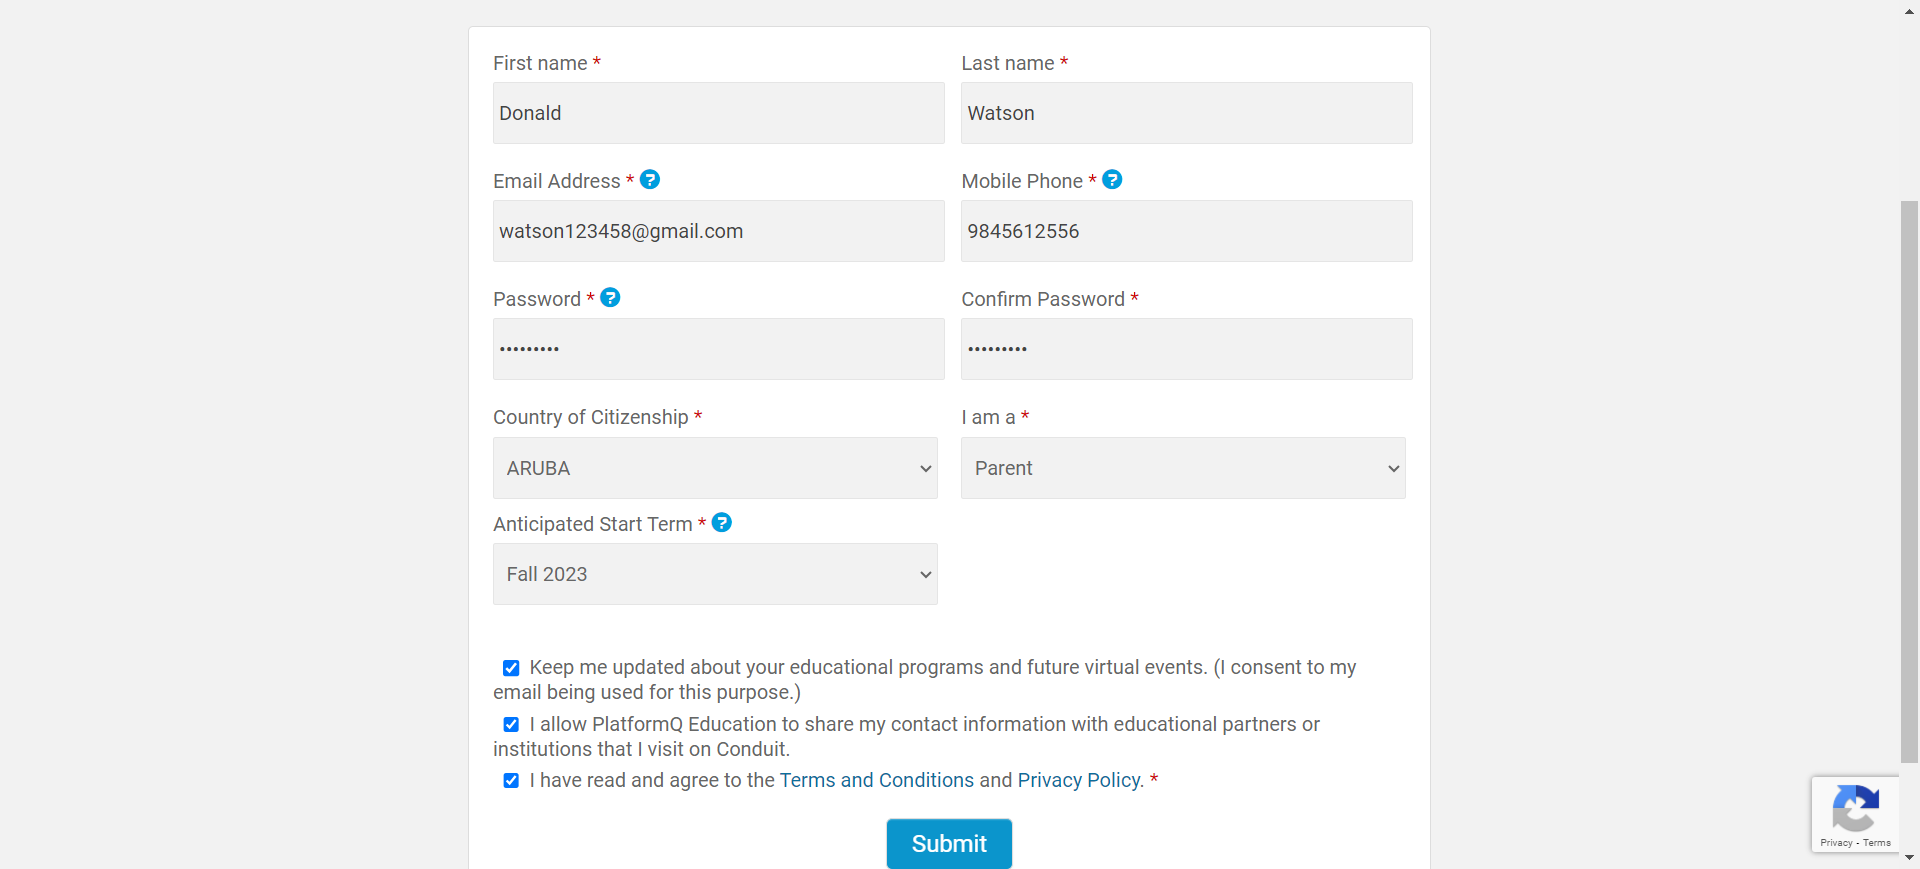 First name *
Last name *
Donald
Watson
Email Address *
Mobile Phone *
watson123458@gmail.com
9845612556
Password *
Confirm Password *
•••••••••
•••••••••
Country of Citizenship *
I am a *
ARUBA
Parent
Anticipated Start Term *
Fall 2023
Keep me updated about your educational programs and future virtual events. (I consent to my
email being used for this purpose.)
I allow PlatformQ Education to share my contact information with educational partners or
institutions that I visit on Conduit.
I have read and agree to the Terms and Conditions and Privacy Policy. *
Submit
Privacy - Terms